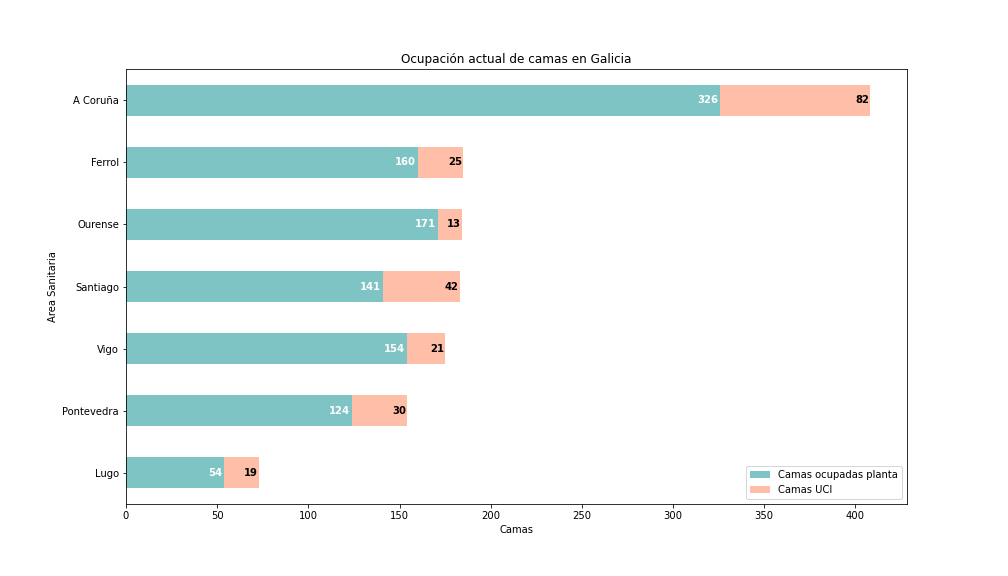 Ocupación actual de camas en Galicia
A Coruña 326 82
Ferrol 160 25
Ourense 171 13
Santiago 141 42
Vigo 154 21
Pontevedra 124 30
Lugo 54 19
Area Sanitaria
Camas ocupadas planta
Camas UCI
0 50 100 150 200 250 300 350 400
Camas